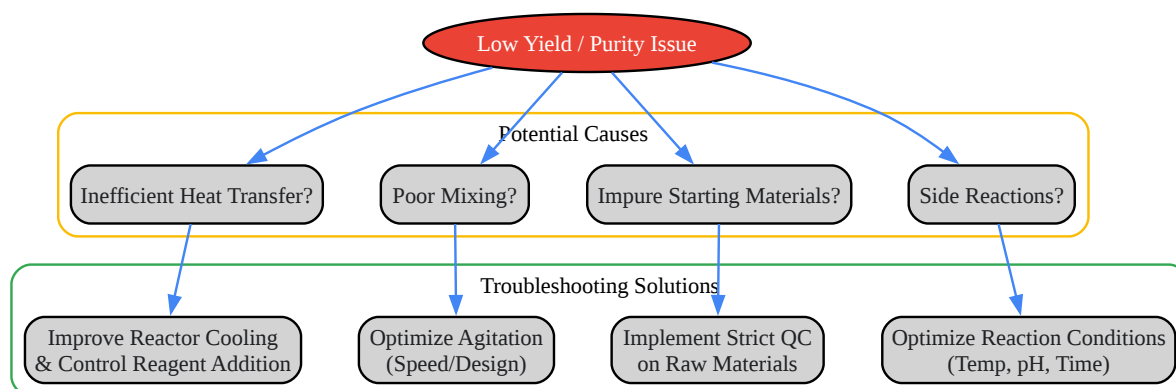 Low Yield / Purity Issue
Potential Causes
Inefficient Heat Transfer?
Poor Mixing?
Impure Starting Materials?
Side Reactions?
Troubleshooting Solutions
Improve Reactor Cooling
& Control Reagent Addition
Optimize Agitation
(Speed/Design)
Implement Strict QC
on Raw Materials
Optimize Reaction Conditions
(Temp, pH, Time)